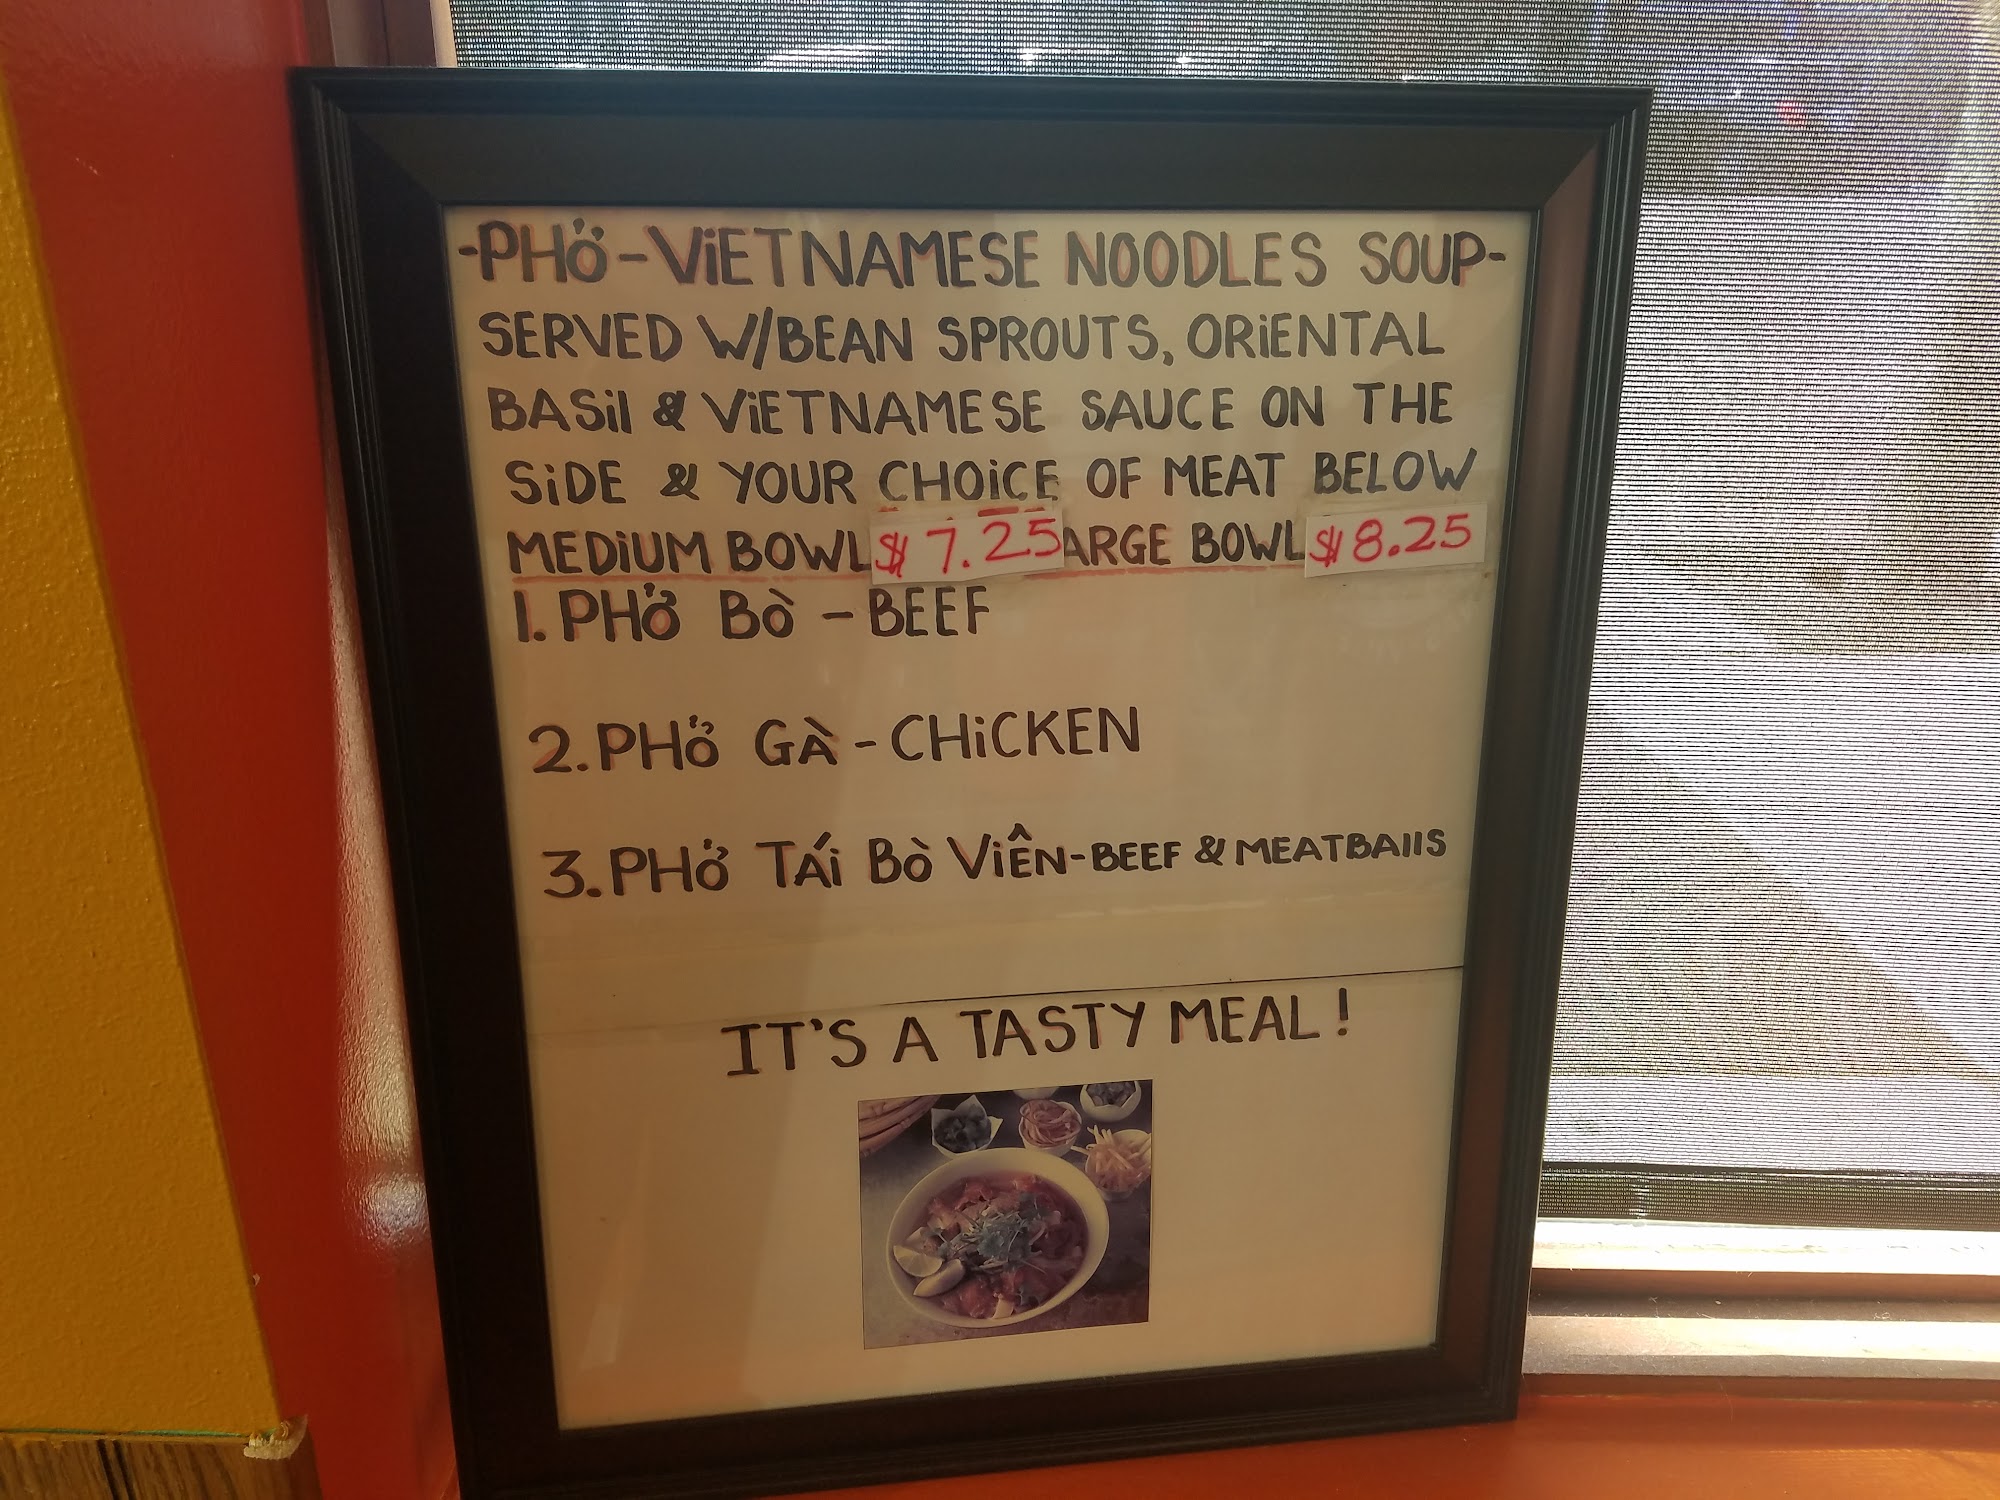 -PHở-ViETNAMESE NOODLES SOUP-
SERVED W/BEAN SPROUTS, ORiENTAL
BASil & ViETNAMESE SAUCE ON THE
SiDE & YOUR CHOiCE OF MEAT BELOW
MEDiUM BOWL $7.25 ARGE BOWL $8.25
1. PHở Bò - BEEF
2. PHở GÀ - CHiCKEN
3. PHở TÁi Bò ViÊN-BEEF & MEATBAllS
IT'S A TASTY MEAL!